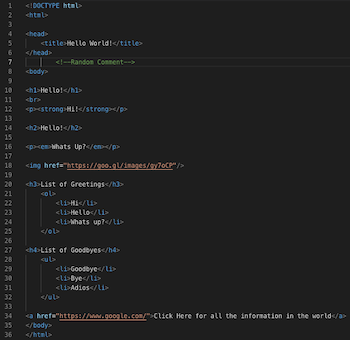 1 <!DOCTYPE html>
2 <html>
3
4 <head>
5 <title>Hello World!</title>
6 </head>
7 <!--Random Comment-->
8 <body>
9
10 <h1>Hello!</h1>
11 <br>
12 <p><strong>Hi!</strong></p>
13
14 <h2>Hello!</h2>
15
16 <p><em>Whats Up?</em></p>
17
18 <img href="https://goo.gl/images/gy7oCP"/>
19
20 <h3>List of Greetings</h3>
21 <ol>
22 <li>Hi</li>
23 <li>Hello</li>
24 <li>Whats up?</li>
25 </ol>
26
27 <h4>List of Goodbyes</h4>
28 <ul>
29 <li>Goodbye</li>
30 <li>Bye</li>
31 <li>Adios</li>
32 </ul>
33
34 <a href="https://www.google.com/">Click Here for all the information in the world</a>
35 </body>
36 </html>